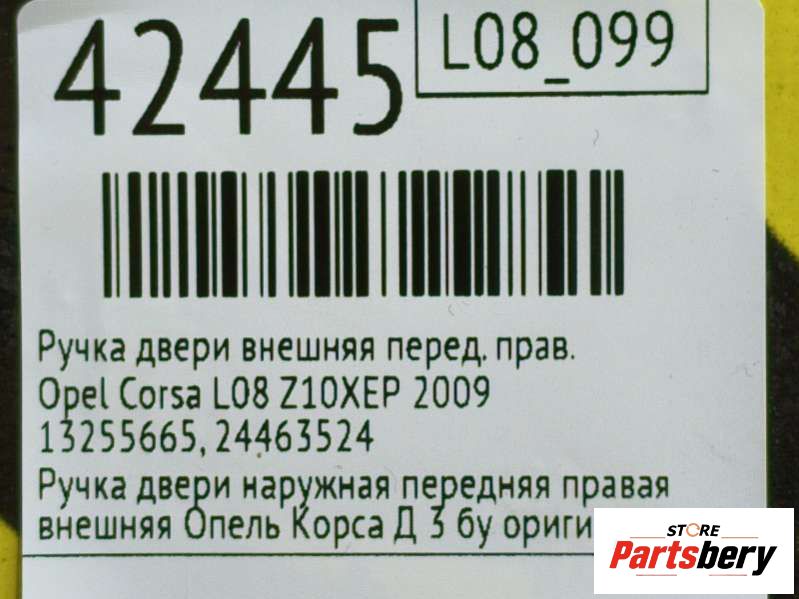 42445
L08_099
Ручка двери внешняя перед. прав.
Opel Corsa L08 Z10XEP 2009
13255665, 24463524
Ручка двери наружная передняя правая
внешняя Опель Корса Д 3 бу ориги
STORE
Partsbery